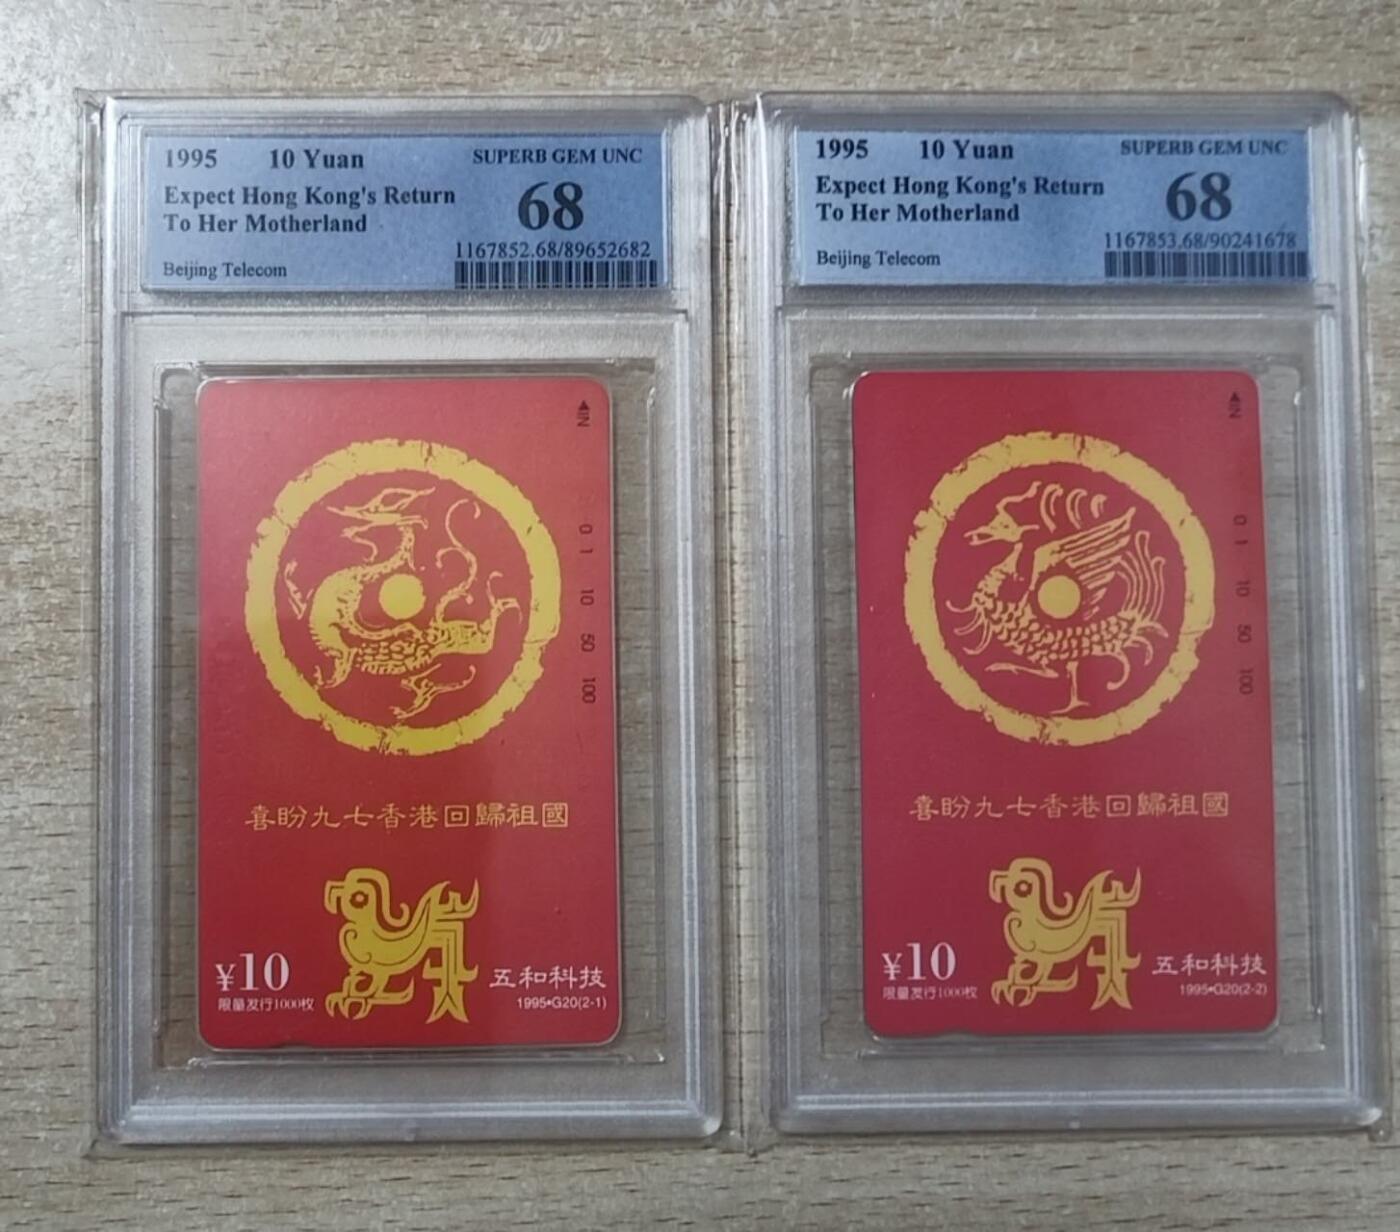 1995 10 Yuan SUPERB GEM UNC
Expect Hong Kong's Return 68
To Her Motherland
1167852.68/89652682
Beijing Telecom
◀IN
0 1 10 50 100
喜盼九七香港回歸祖國
¥10
限量发行1000枚
五和科技
1995•G20(2-1)
1995 10 Yuan SUPERB GEM UNC
Expect Hong Kong's Return 68
To Her Motherland
1167853.68/90241678
Beijing Telecom
◀IN
0 1 10 50 100
喜盼九七香港回歸祖國
¥10
限量发行1000枚
五和科技
1995•G20(2-2)